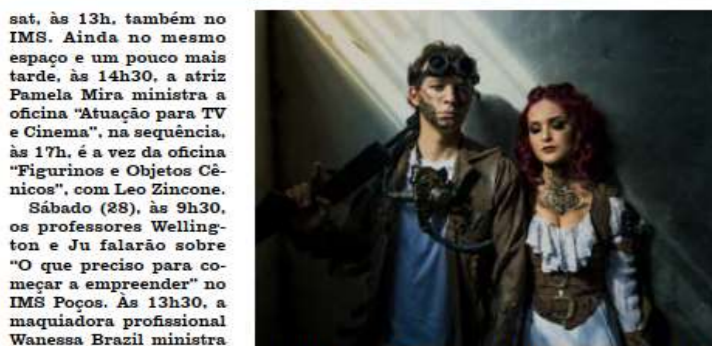 sat, às 13h, também no
IMS. Ainda no mesmo
espaço e um pouco mais
tarde, às 14h30, a atriz
Pamela Mira ministra a
oficina “Atuação para TV
e Cinema”, na sequência,
às 17h, é a vez da oficina
“Figurinos e Objetos Cê-
nicos”, com Leo Zincone.
Sábado (28), às 9h30,
os professores Welling-
ton e Ju falarão sobre
“O que preciso para co-
meçar a empreender” no
IMS Poços. Às 13h30, a
maquiadora profissional
Wanessa Brazil ministra